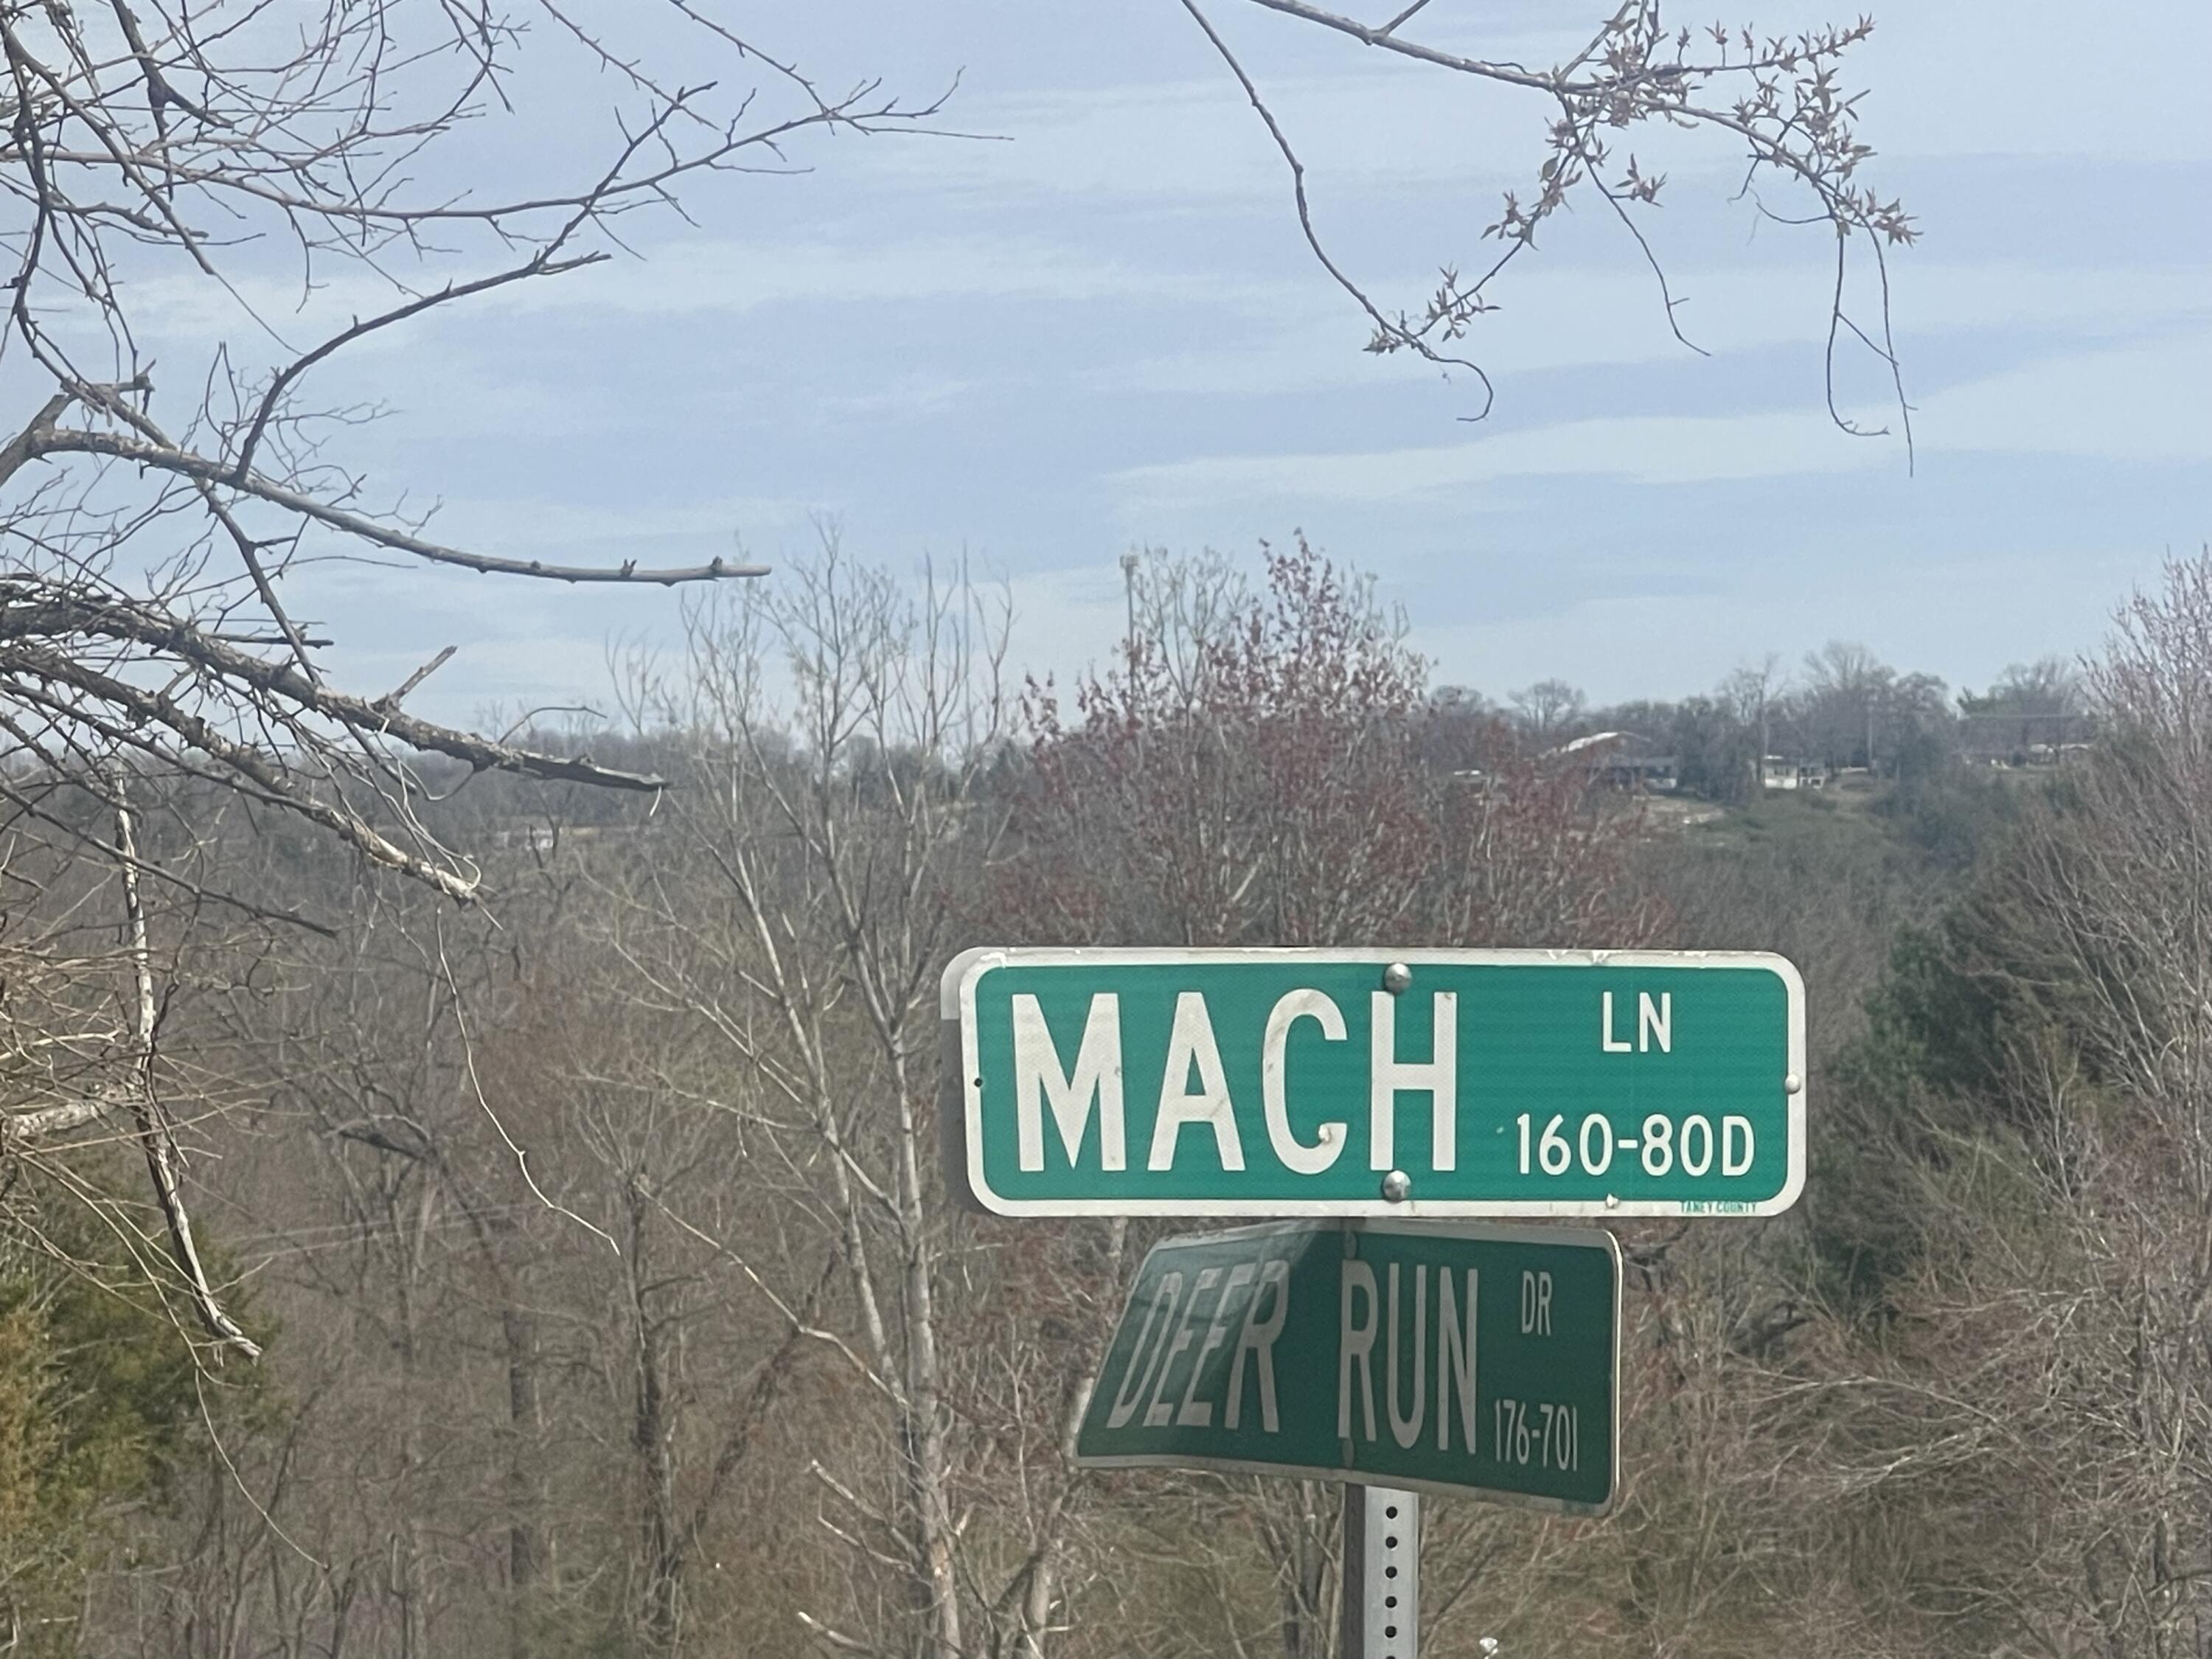 MACH LN
160-80D
TANEY COUNTY
DEER RUN DR
176-701